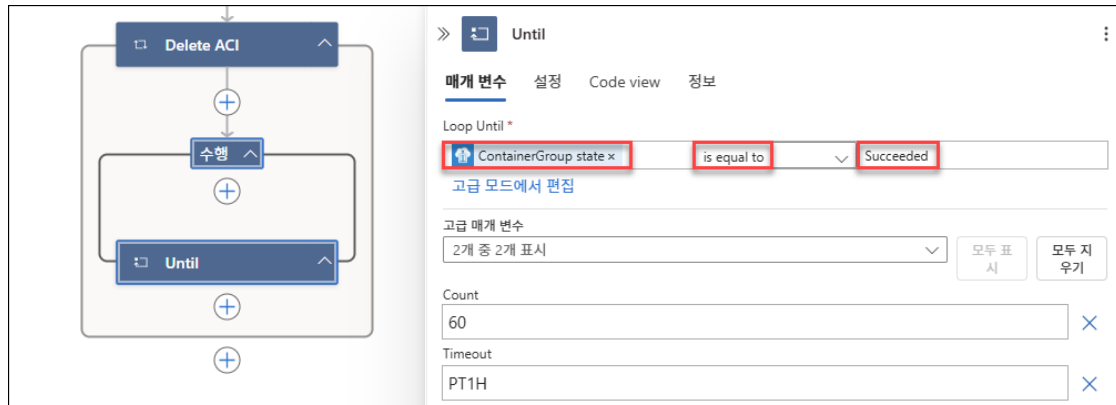 Delete ACI
수행
Until
Until
매개 변수 설정 Code view 정보
Loop Until *
ContainerGroup state × is equal to Succeeded
고급 모드에서 편집
고급 매개 변수
2개 중 2개 표시
모두 표
시
모두 지
우기
Count
60
Timeout
PT1H